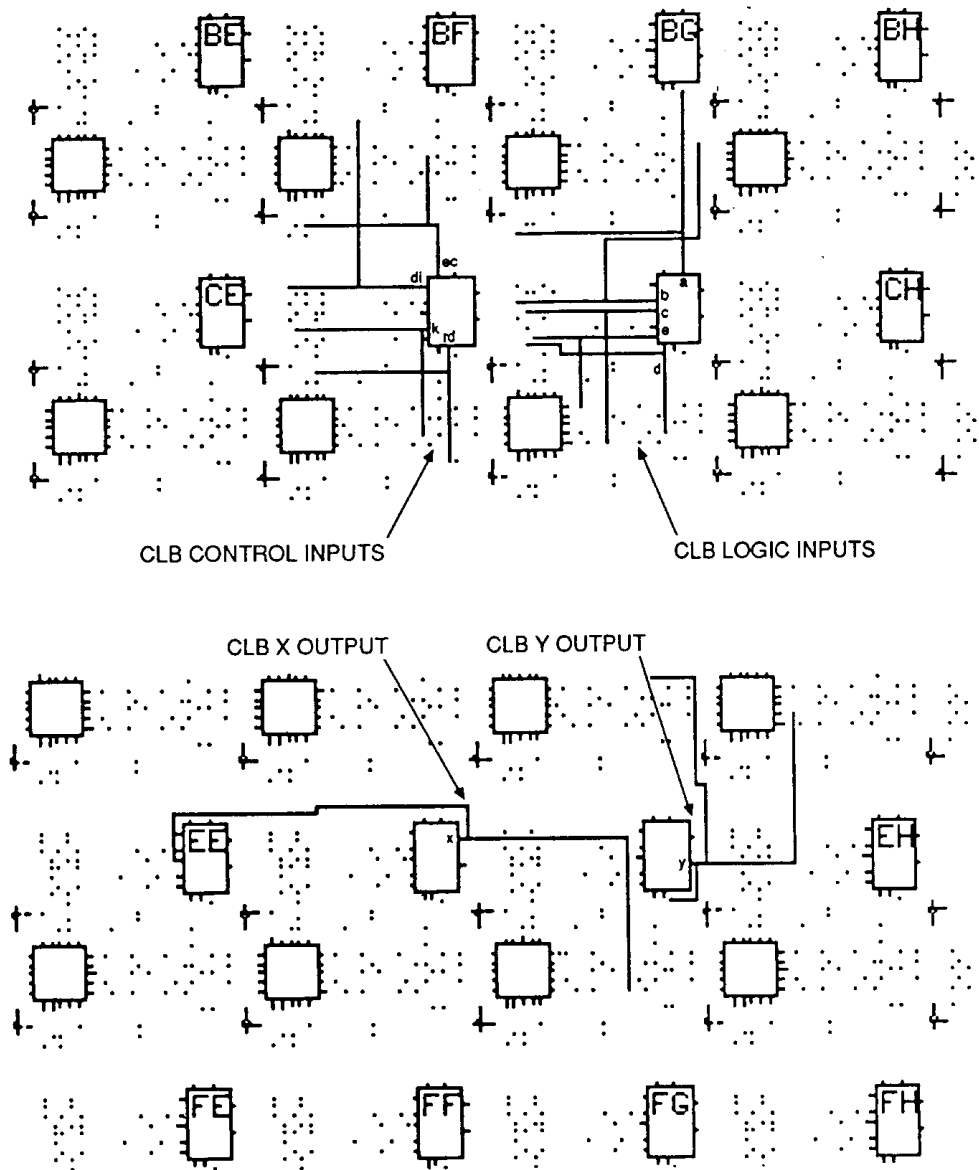 BE BF BG BH
ec
di
a
CE b CH
c
k
rd e
d
CLB CONTROL INPUTS CLB LOGIC INPUTS
CLB X OUTPUT CLB Y OUTPUT
EE x EH
y
FE FF FG FH